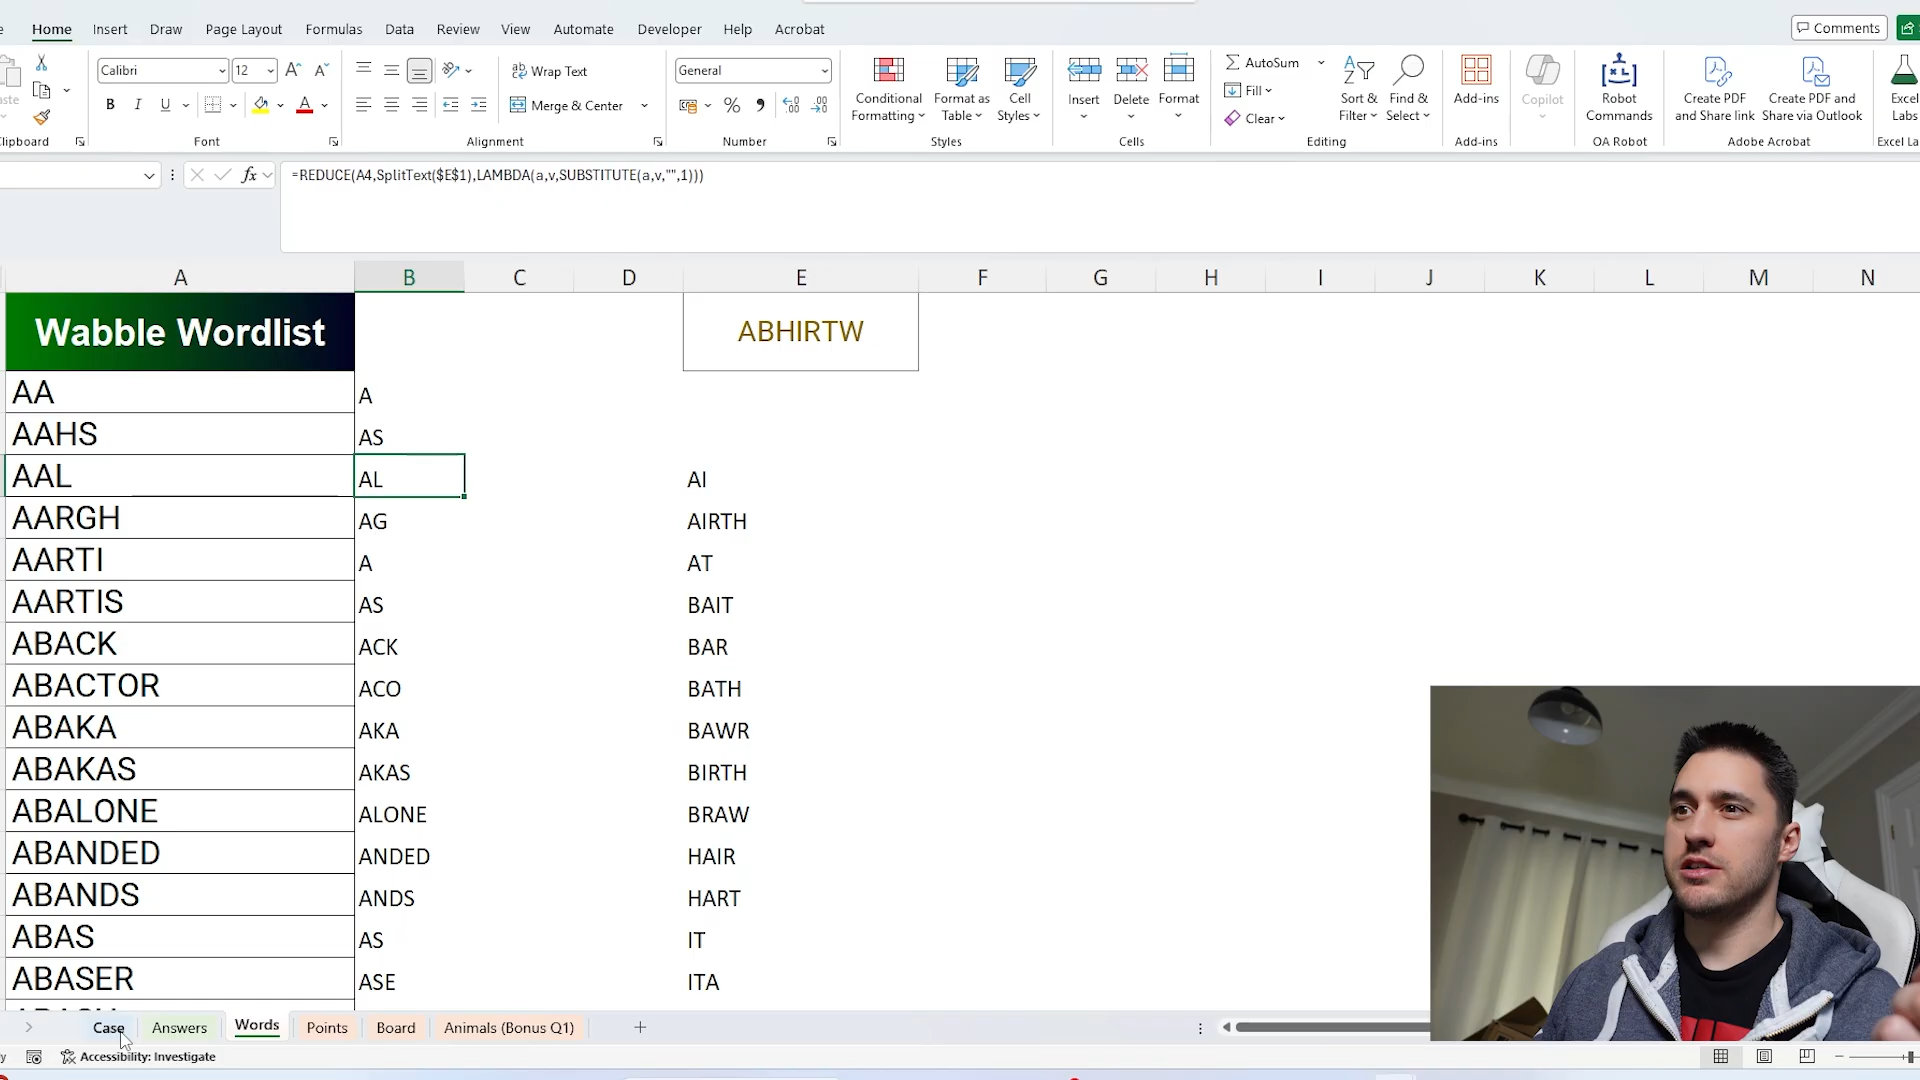 Home Insert Draw Page Layout Formulas Data Review View Automate Developer Help Acrobat Comments
Calibri 12 Wrap Text General Conditional Formatting Format as Table Cell Styles Insert Delete Format AutoSum Fill Clear Sort & Filter Find & Select Add-ins Copilot Robot Commands Create PDF and Share link Create PDF and Share via Outlook Excel Labs
B I U Merge & Center
Font Alignment Number Styles Cells Editing Add-ins OA Robot Adobe Acrobat
fx =REDUCE(A4,SplitText($E$1),LAMBDA(a,v,SUBSTITUTE(a,v,"",1)))
A B C D E F G H I J K L M N
Wabble Wordlist ABHIRTW
AA A
AAHS AS
AAL AL AI
AARGH AG AIRTH
AARTI A AT
AARTIS AS BAIT
ABACK ACK BAR
ABACTOR ACO BATH
ABAKA AKA BAWR
ABAKAS AKAS BIRTH
ABALONE ALONE BRAW
ABANDED ANDED HAIR
ABANDS ANDS HART
ABAS AS IT
ABASER ASE ITA
Case Answers Words Points Board Animals (Bonus Q1)
Accessibility: Investigate